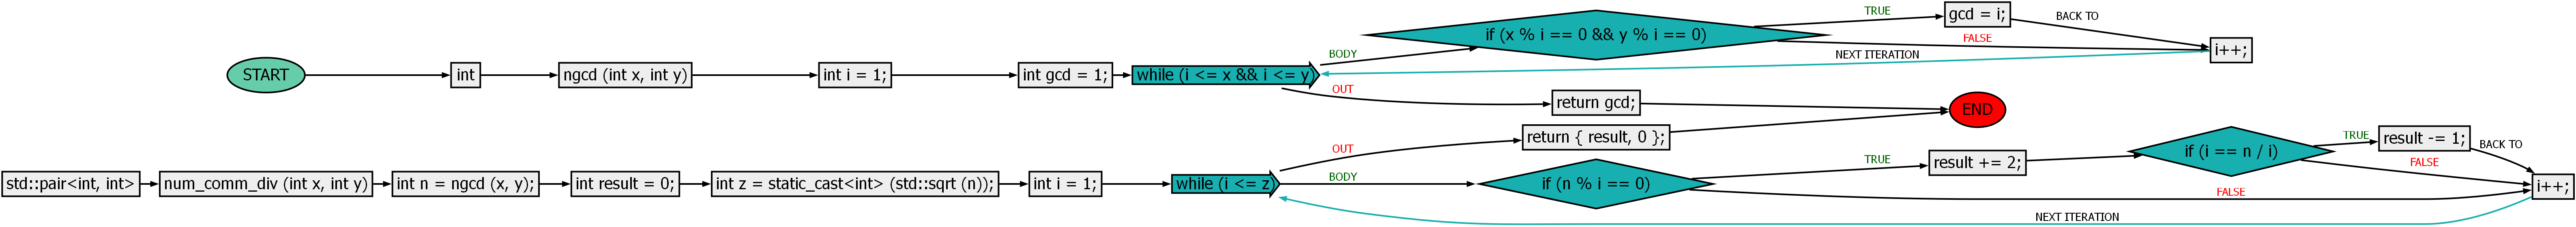 START
int
ngcd (int x, int y)
int i = 1;
int gcd = 1;
while (i <= x && i <= y)
BODY
if (x % i == 0 && y % i == 0)
TRUE
gcd = i;
BACK TO
FALSE
i++;
NEXT ITERATION
OUT
return gcd;
END
std::pair<int, int>
num_comm_div (int x, int y)
int n = ngcd (x, y);
int result = 0;
int z = static_cast<int> (std::sqrt (n));
int i = 1;
while (i <= z)
OUT
return { result, 0 };
BODY
if (n % i == 0)
TRUE
result += 2;
if (i == n / i)
TRUE
result -= 1;
BACK TO
FALSE
FALSE
i++;
NEXT ITERATION